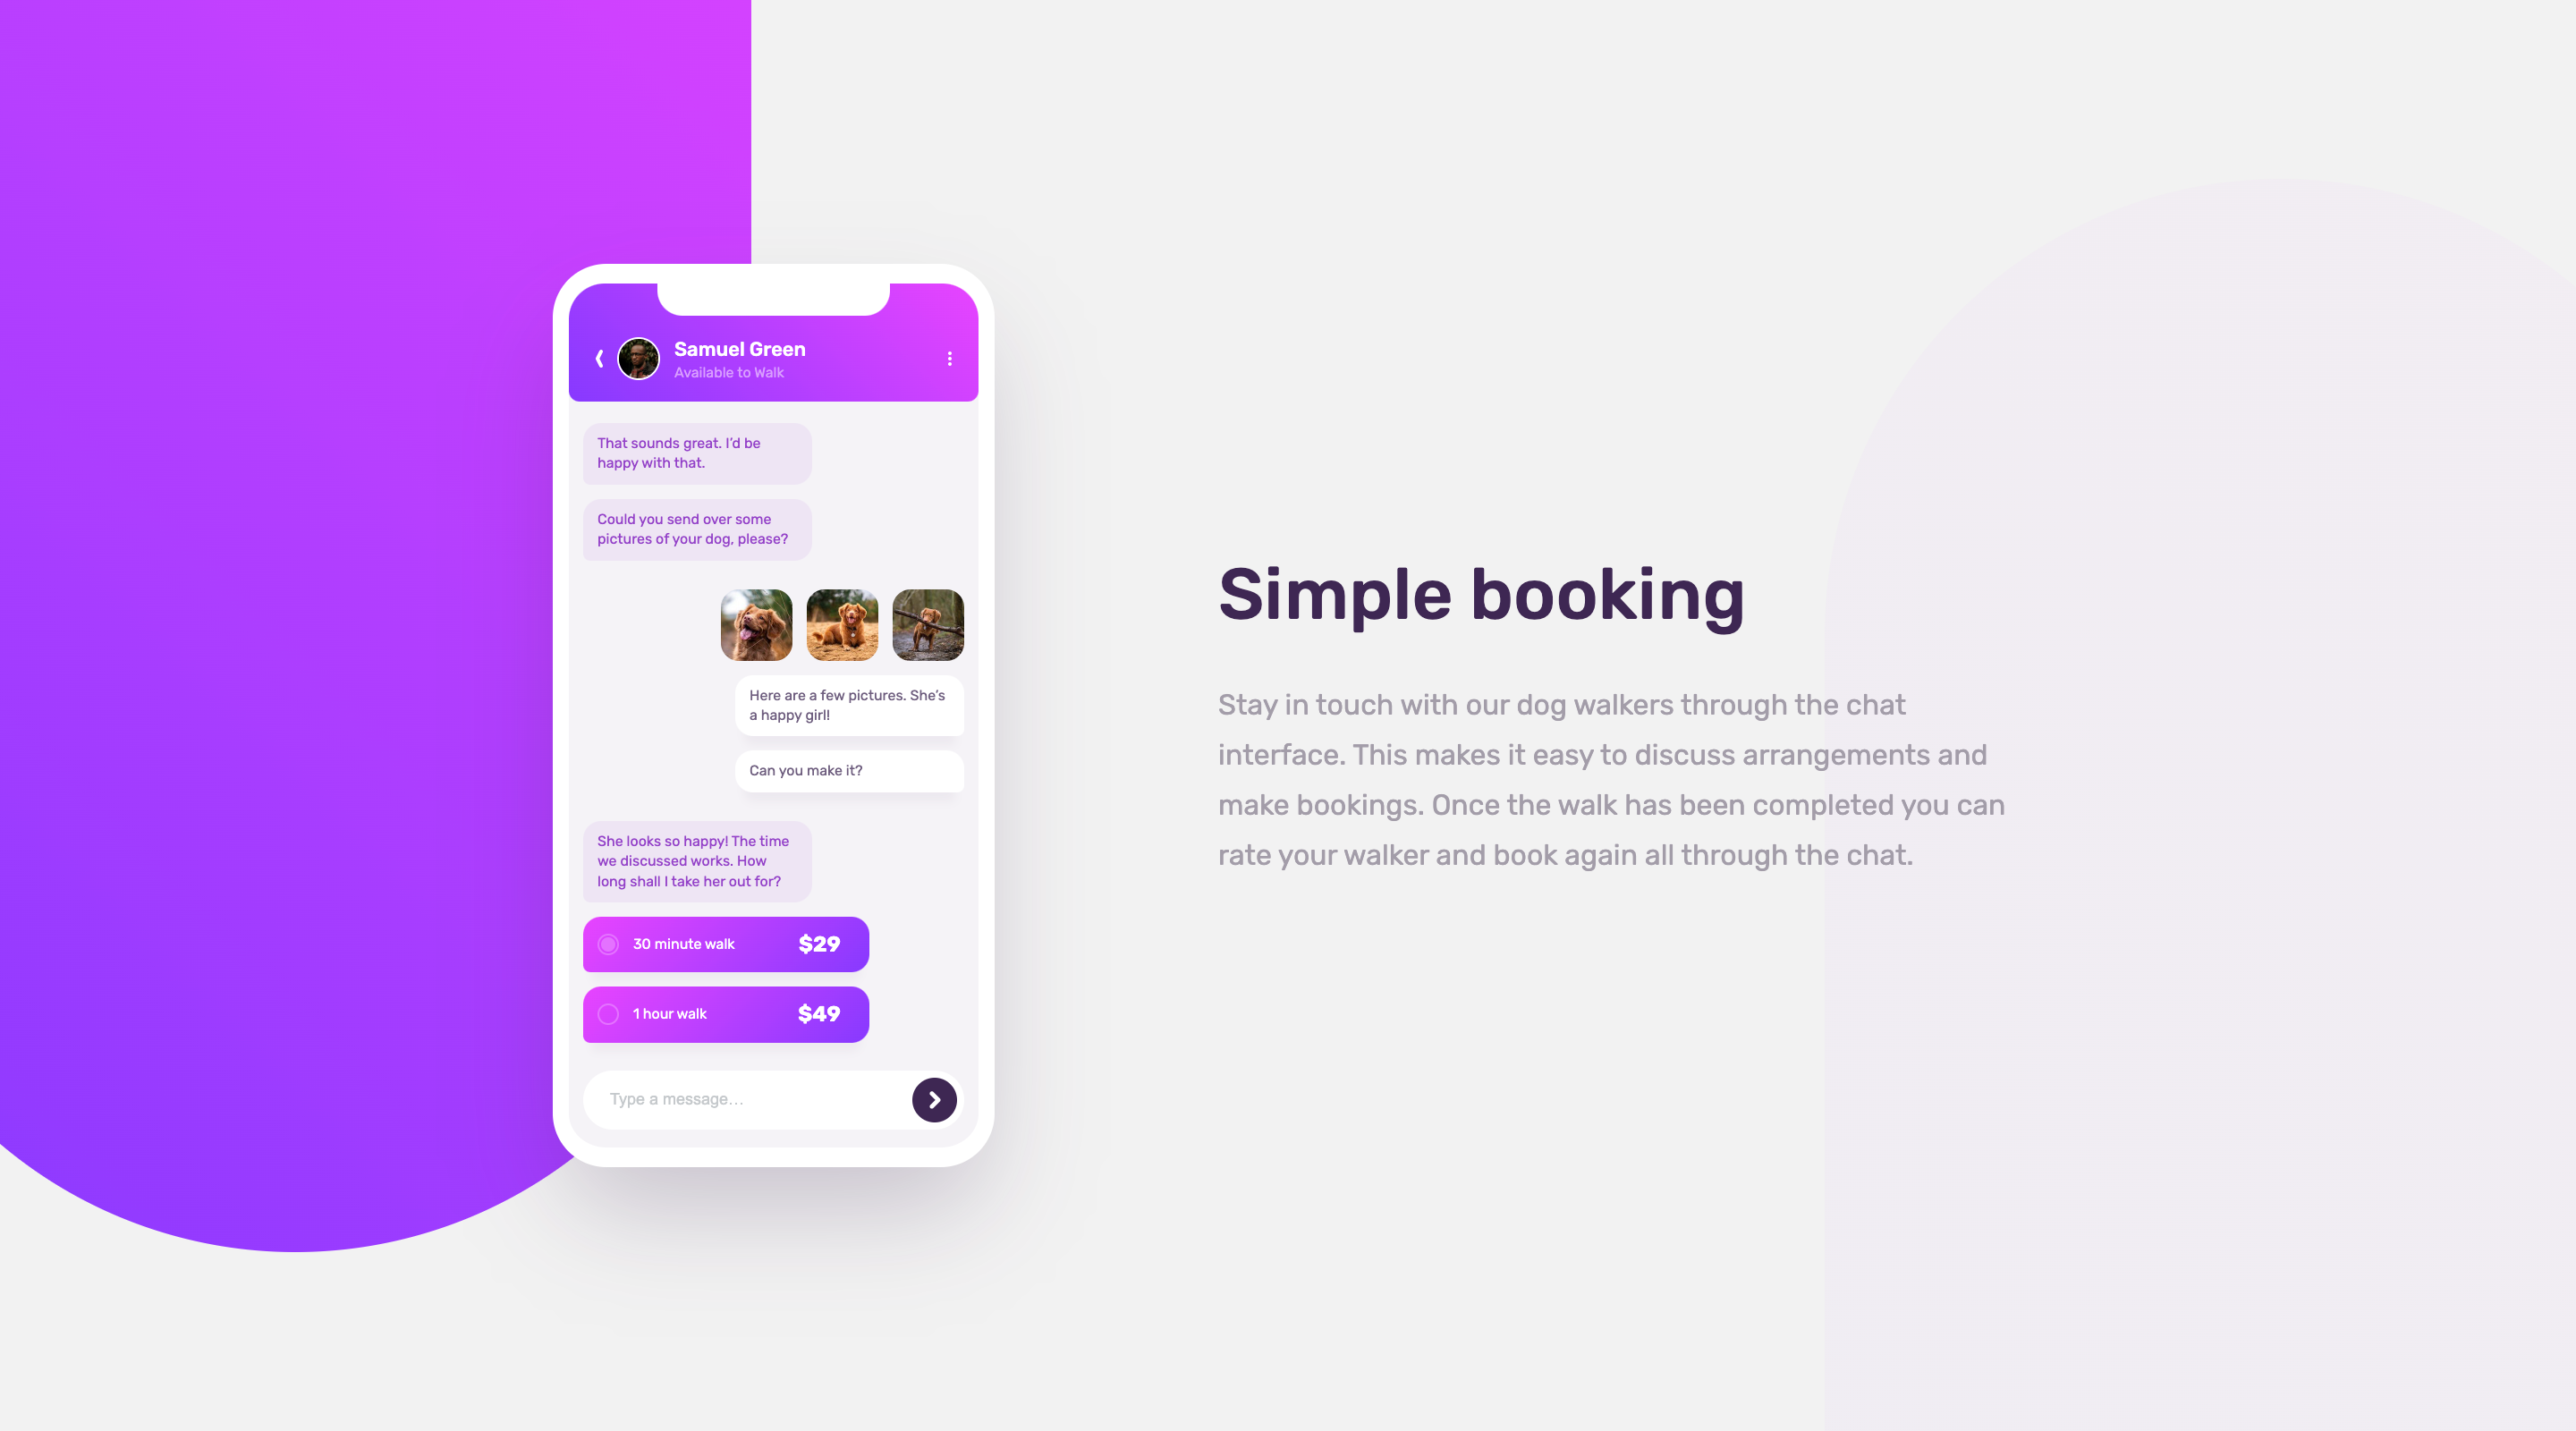 Samuel Green
Available to Walk
That sounds great. I’d be
happy with that.
Could you send over some
pictures of your dog, please?
Here are a few pictures. She’s
a happy girl!
Can you make it?
She looks so happy! The time
we discussed works. How
long shall I take her out for?
30 minute walk $29
1 hour walk $49
Type a message…
Simple booking
Stay in touch with our dog walkers through the chat
interface. This makes it easy to discuss arrangements and
make bookings. Once the walk has been completed you can
rate your walker and book again all through the chat.